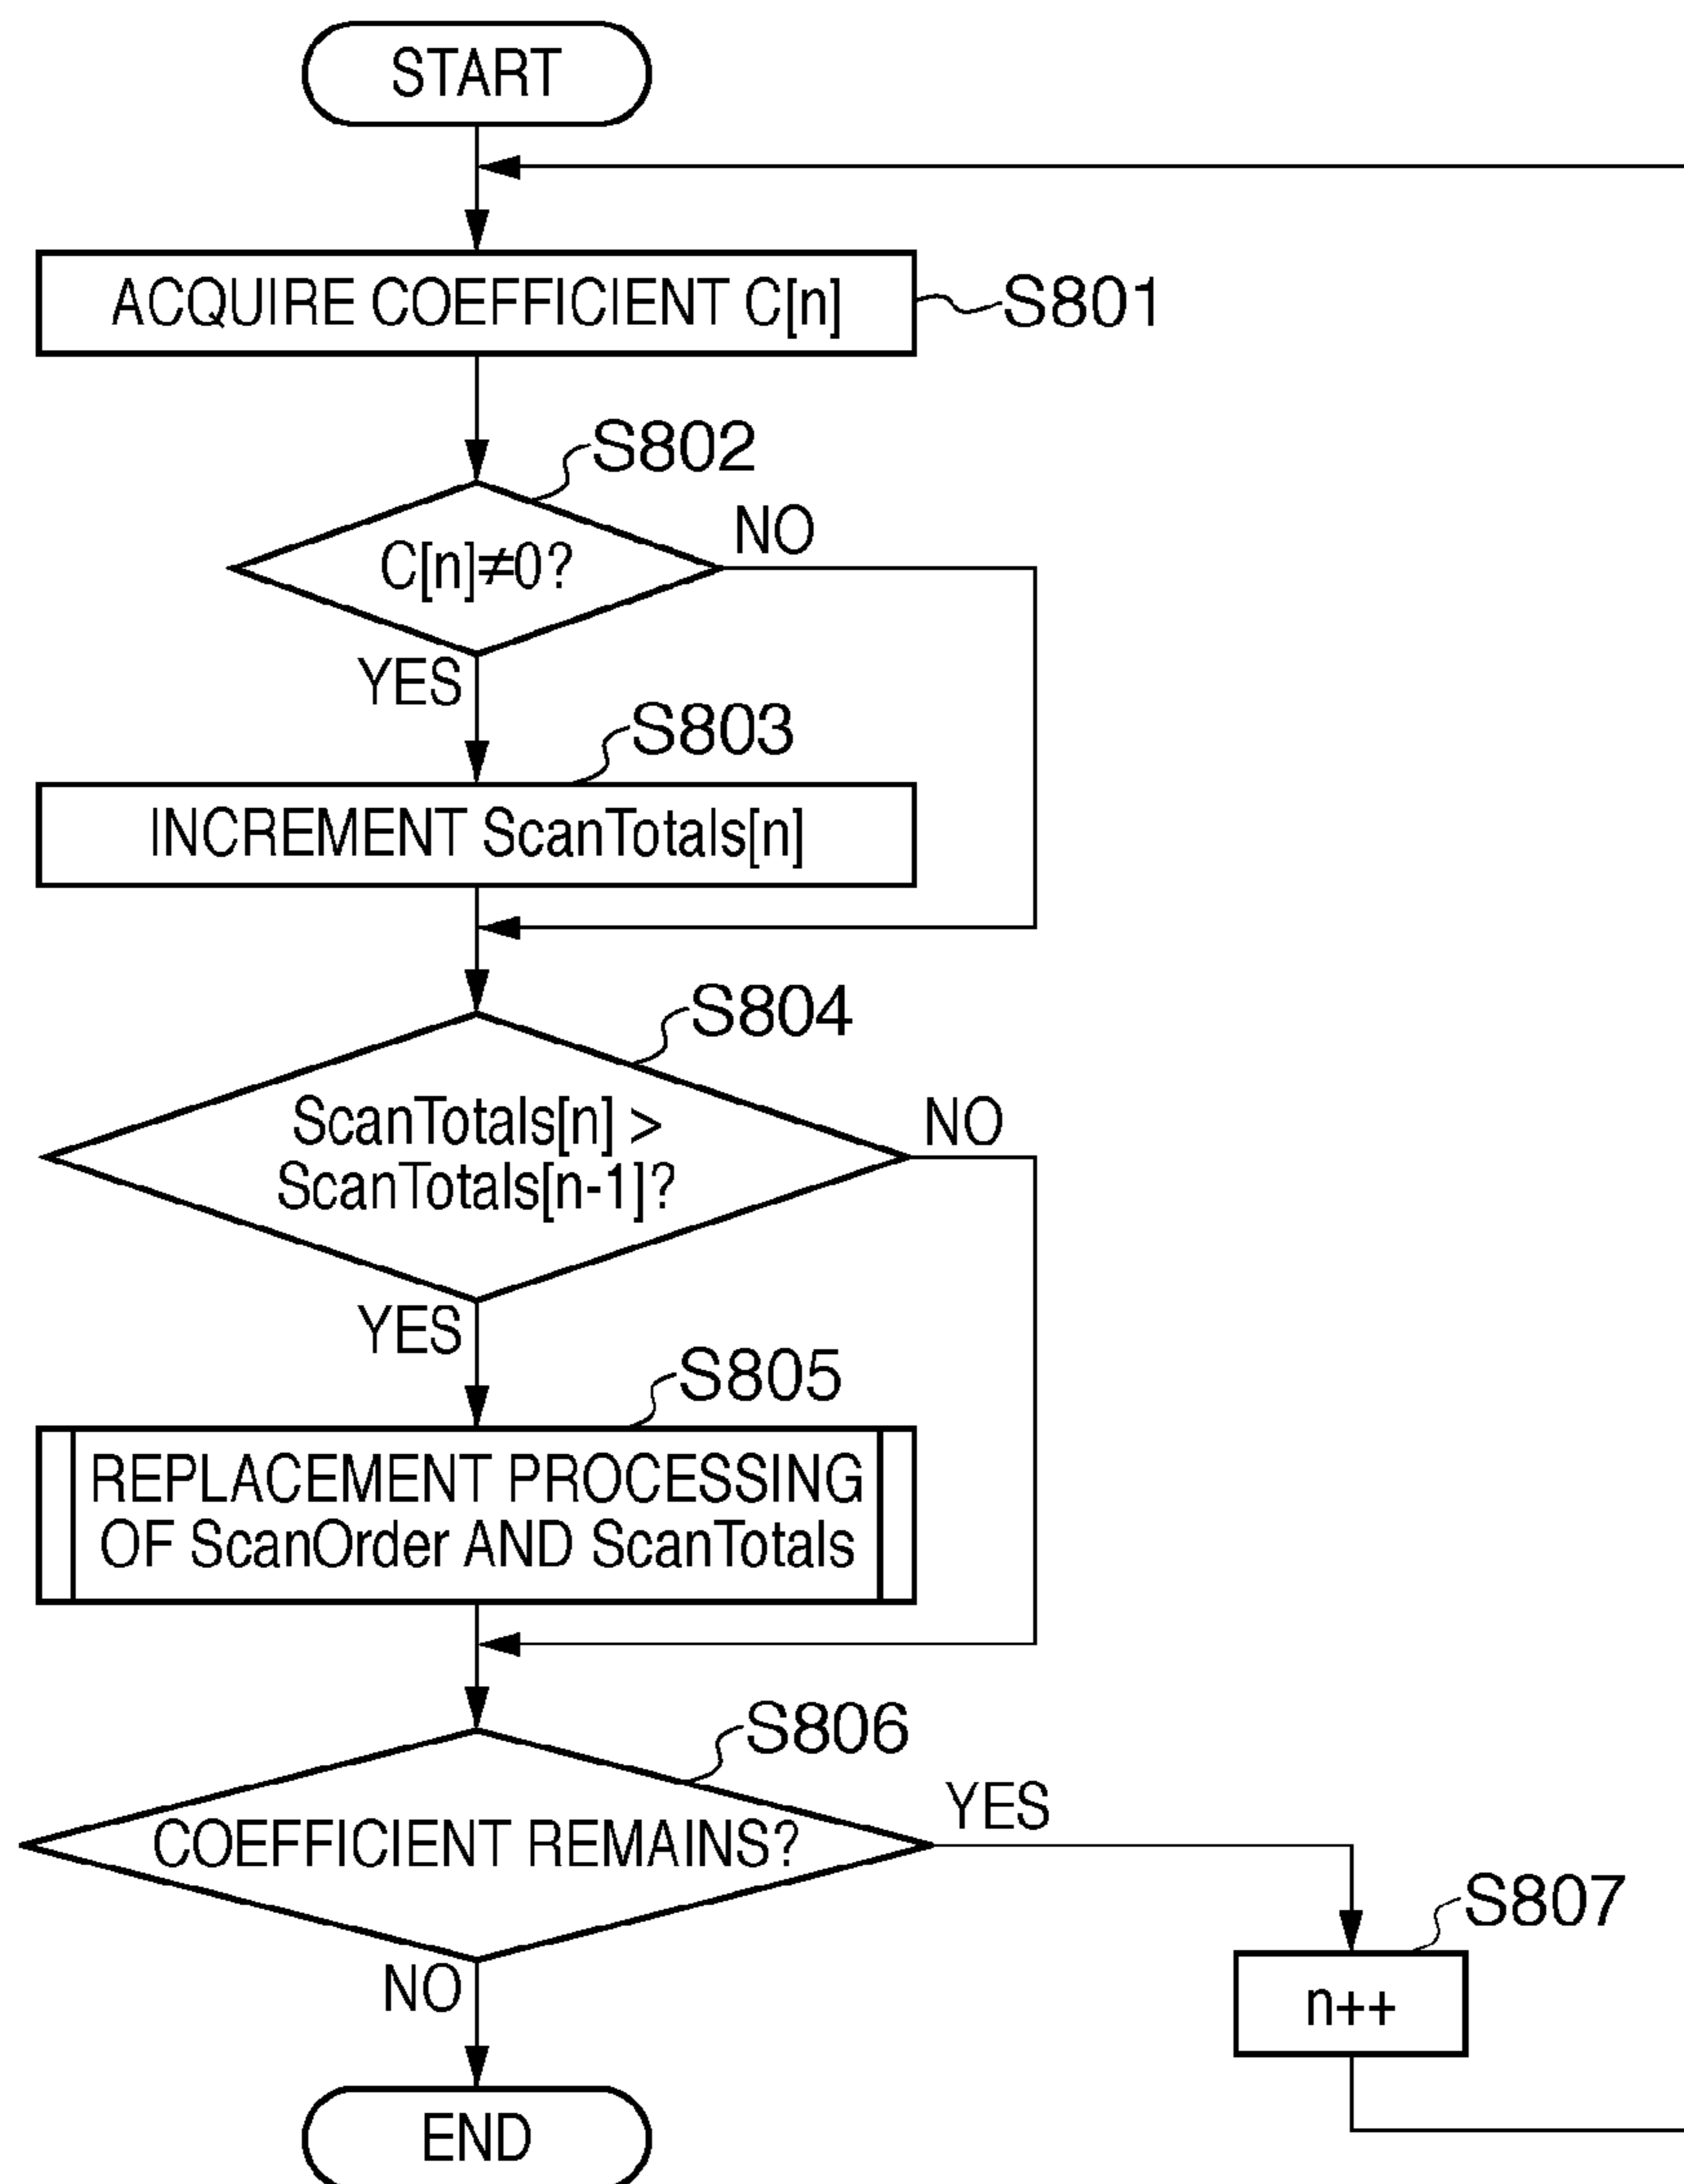 START
ACQUIRE COEFFICIENT C[n]
S801
S802
C[n]≠0?
NO
YES
S803
INCREMENT ScanTotals[n]
S804
ScanTotals[n] >
ScanTotals[n-1]?
NO
YES
S805
REPLACEMENT PROCESSING
OF ScanOrder AND ScanTotals
S806
COEFFICIENT REMAINS?
YES
S807
n++
NO
END